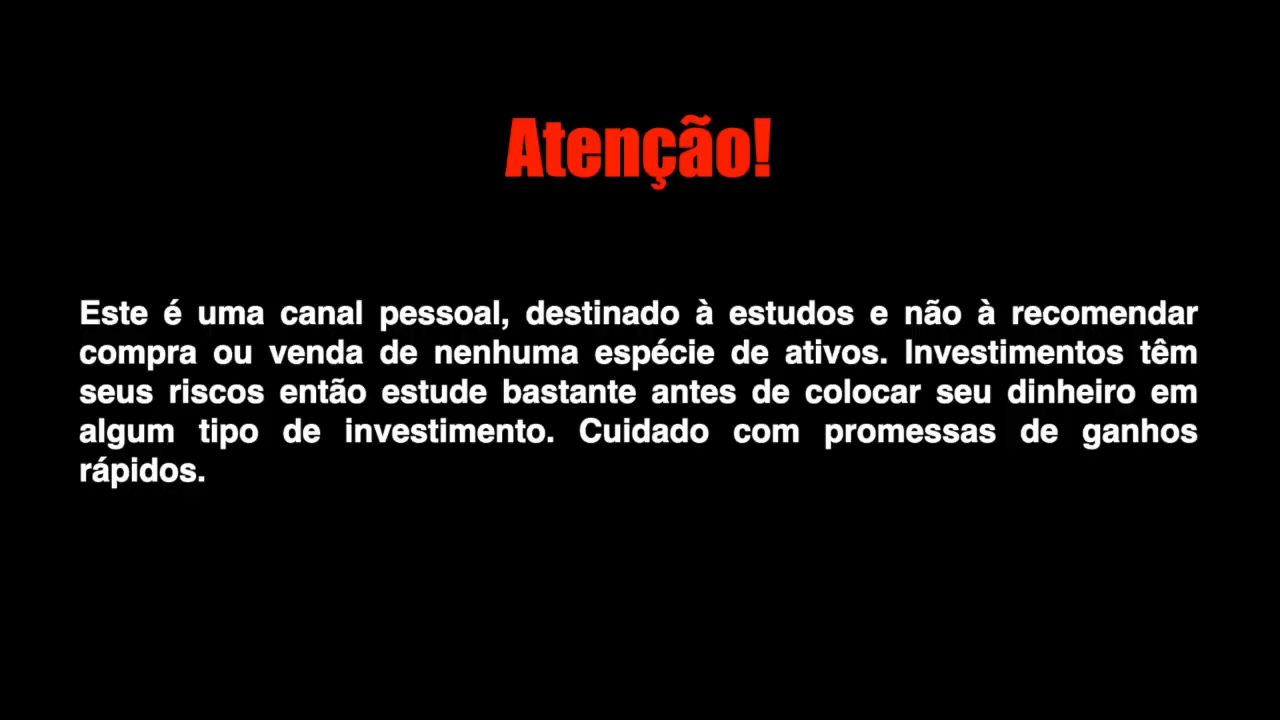 Atenção!
Este é uma canal pessoal, destinado à estudos e não à recomendar
compra ou venda de nenhuma espécie de ativos. Investimentos têm
seus riscos então estude bastante antes de colocar seu dinheiro em
algum tipo de investimento. Cuidado com promessas de ganhos
rápidos.